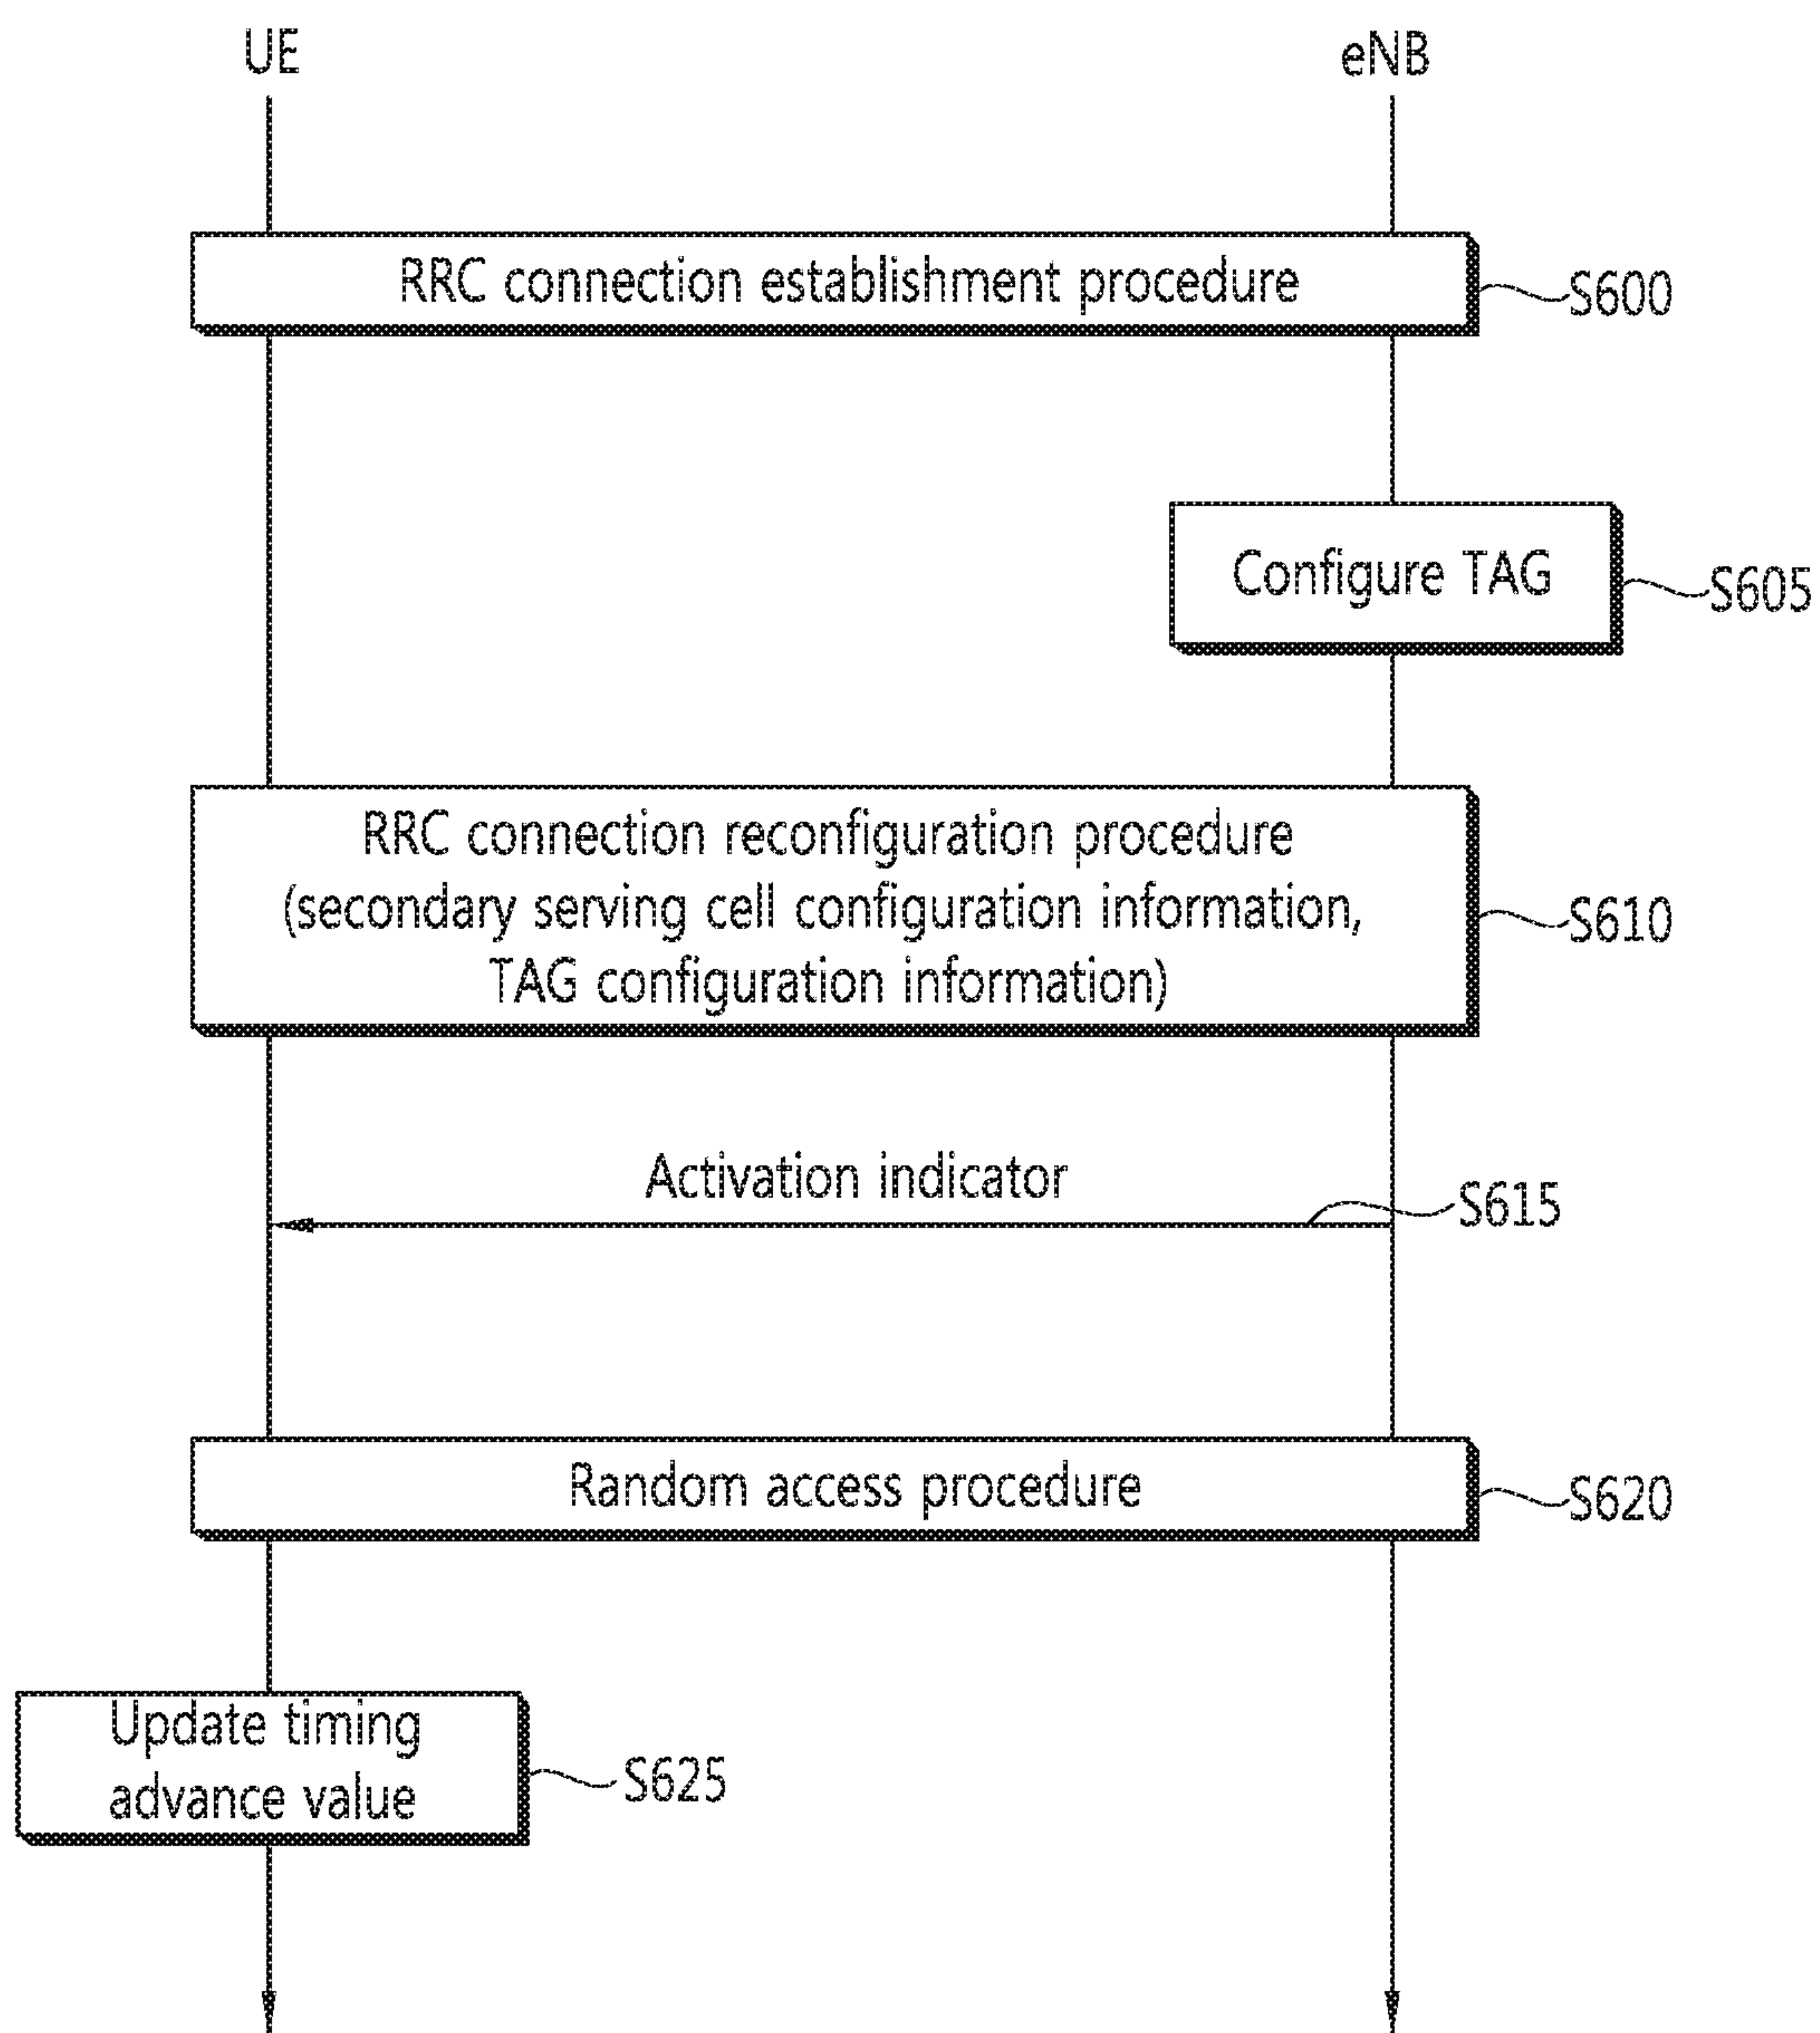 UE
eNB
RRC connection establishment procedure
S600
Configure TAG
S605
RRC connection reconfiguration procedure
(secondary serving cell configuration information,
TAG configuration information)
S610
Activation indicator
S615
Random access procedure
S620
Update timing
advance value
S625